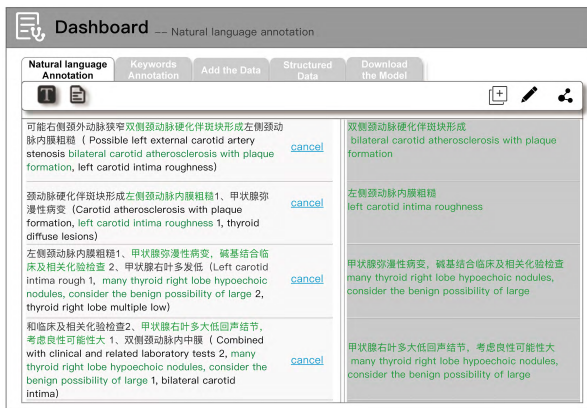 Dashboard -- Natural language annotation
Natural language
Annotation
Keywords
Annotation
Add the Data
Structured
Data
Download
the Model
T
可能右侧颈外动脉狭窄双侧颈动脉硬化伴斑块形成左侧颈动
脉内膜粗糙（ Possible left external carotid artery
stenosis bilateral carotid atherosclerosis with plaque
formation, left carotid intima roughness)
cancel
双侧颈动脉硬化伴斑块形成
bilateral carotid atherosclerosis with plaque
formation
颈动脉硬化伴斑块形成左侧颈动脉内膜粗糙1、甲状腺弥
漫性病变（Carotid atherosclerosis with plaque
formation, left carotid intima roughness 1, thyroid
diffuse lesions)
cancel
左侧颈动脉内膜粗糙
left carotid intima roughness
左侧颈动脉内膜粗糙1、甲状腺弥漫性病变，碱基结合临
床及相关化验检查 2、甲状腺右叶多发低（Left carotid
intima rough 1, many thyroid right lobe hypoechoic
nodules, consider the benign possibility of large 2,
thyroid right lobe multiple low)
cancel
甲状腺弥漫性病变，碱基结合临床及相关化验检查
many thyroid right lobe hypoechoic nodules,
consider the benign possibility of large
和临床及相关化验检查2、甲状腺右叶多大低回声结节，
考虑良性可能性大 1、双侧颈动脉内中膜（ Combined
with clinical and related laboratory tests 2, many
thyroid right lobe hypoechoic nodules, consider the
benign possibility of large 1, bilateral carotid
intima)
cancel
甲状腺右叶多大低回声结节，考虑良性可能性大
many thyroid right lobe hypoechoic nodules,
consider the benign possibility of large